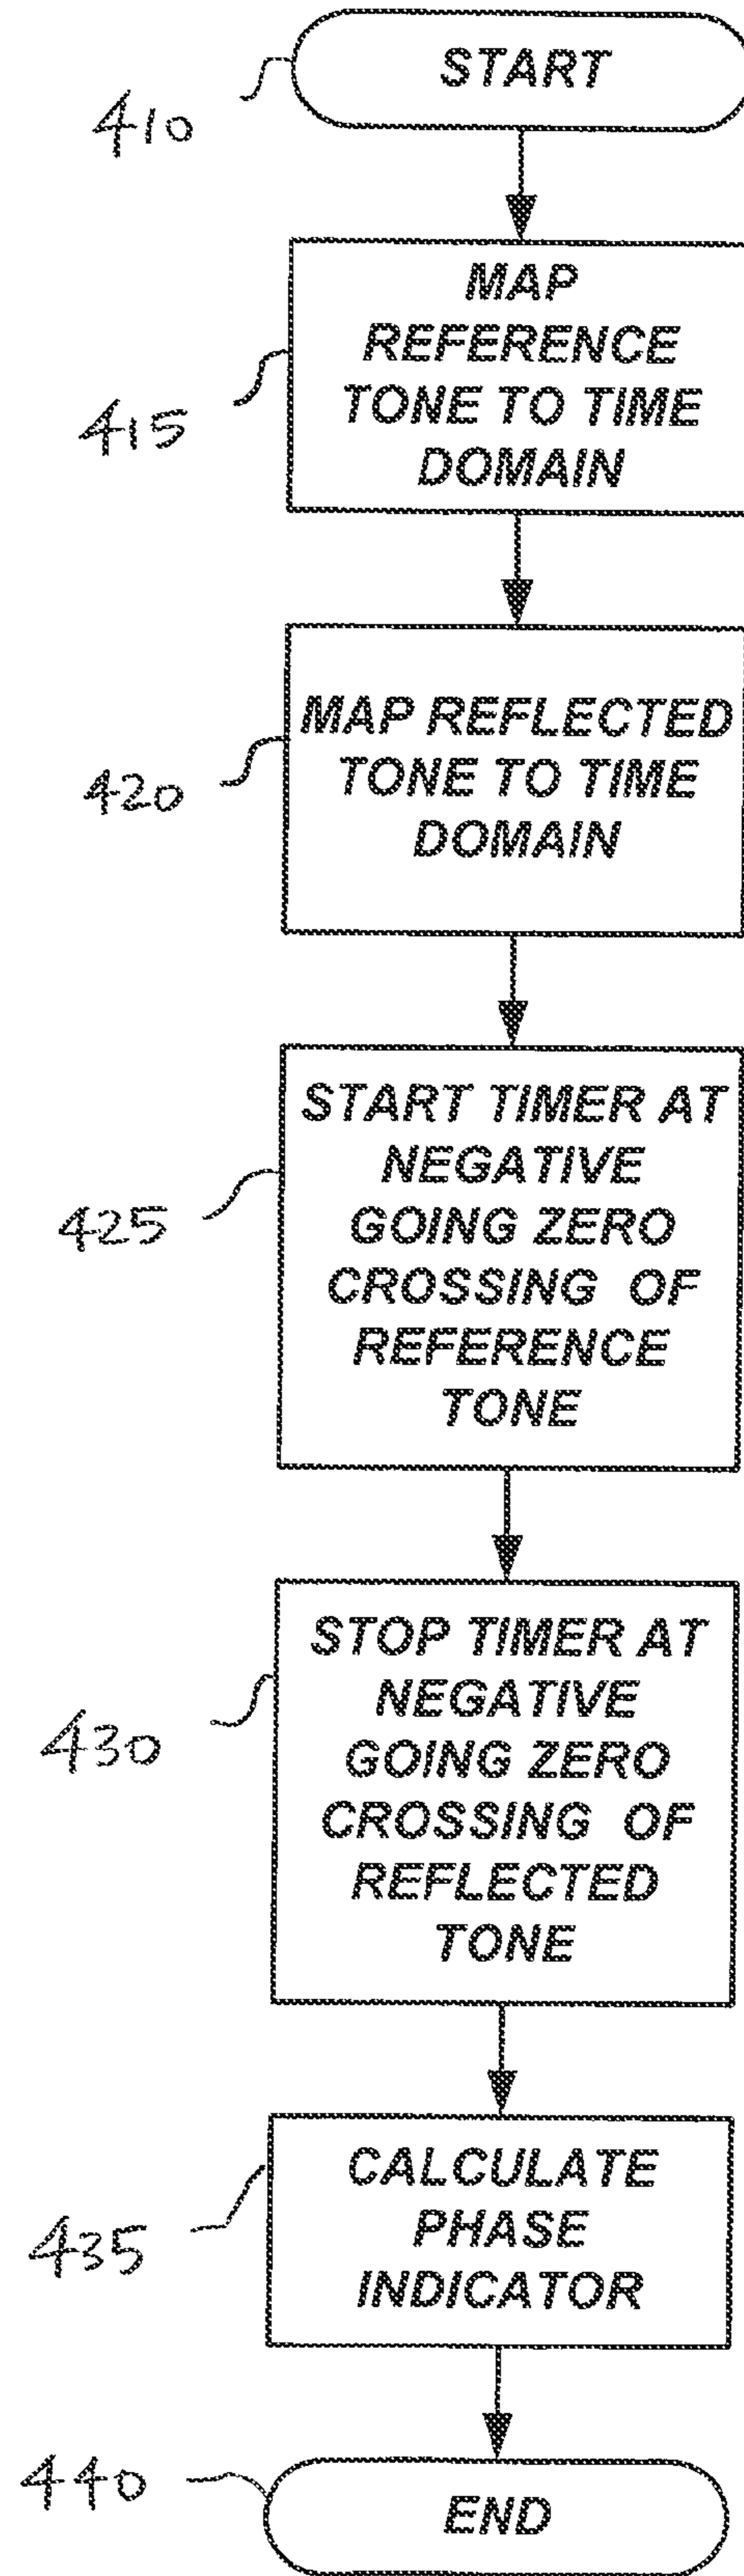 START
410
MAP
REFERENCE
TONE TO TIME
DOMAIN
415
MAP REFLECTED
TONE TO TIME
DOMAIN
420
START TIMER AT
NEGATIVE
GOING ZERO
CROSSING OF
REFERENCE
TONE
425
STOP TIMER AT
NEGATIVE
GOING ZERO
CROSSING OF
REFLECTED
TONE
430
CALCULATE
PHASE
INDICATOR
435
END
440